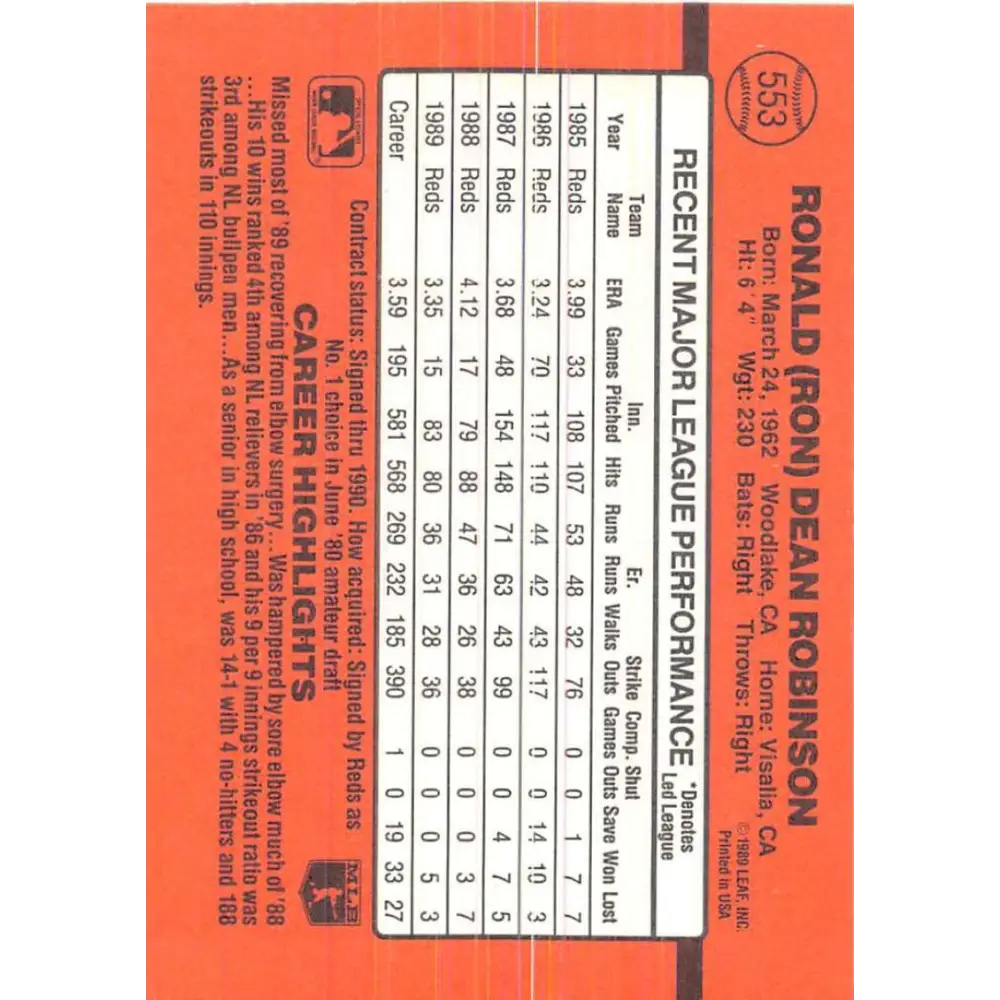 553
RONALD (RON) DEAN ROBINSON
Born: March 24, 1962 Woodlake, CA Home: Visalia, CA
Ht: 6'4" Wgt: 230 Bats: Right Throws: Right
© 1989 LEAF, INC.
Printed in USA
RECENT MAJOR LEAGUE PERFORMANCE *Denotes Led League
Team Inn. Er. Strike Comp. Shut
Year Name ERA Games Pitched Hits Runs Runs Walks Outs Games Outs Save Won Lost
1985 Reds 3.99 33 108 107 53 48 32 76 0 0 1 7 7
1986 Reds 3.24 70 117 110 44 42 43 117 0 0 14 10 3
1987 Reds 3.68 48 154 148 71 63 43 99 0 0 4 7 5
1988 Reds 4.12 17 79 88 47 36 26 38 0 0 0 3 7
1989 Reds 3.35 15 83 80 36 31 28 36 0 0 0 5 3
Career 3.59 195 581 568 269 232 185 390 1 0 19 33 27
Contract status: Signed thru 1990. How acquired: Signed by Reds as
No. 1 choice in June '80 amateur draft
CAREER HIGHLIGHTS
MLB
Missed most of '89 recovering from elbow surgery...Was hampered by sore elbow much of '88
...His 10 wins ranked 4th among NL relievers in '86 and his 9 per 9 innings strikeout ratio was
3rd among NL bullpen men...As a senior in high school, was 14-1 with 4 no-hitters and 188
strikeouts in 110 innings.